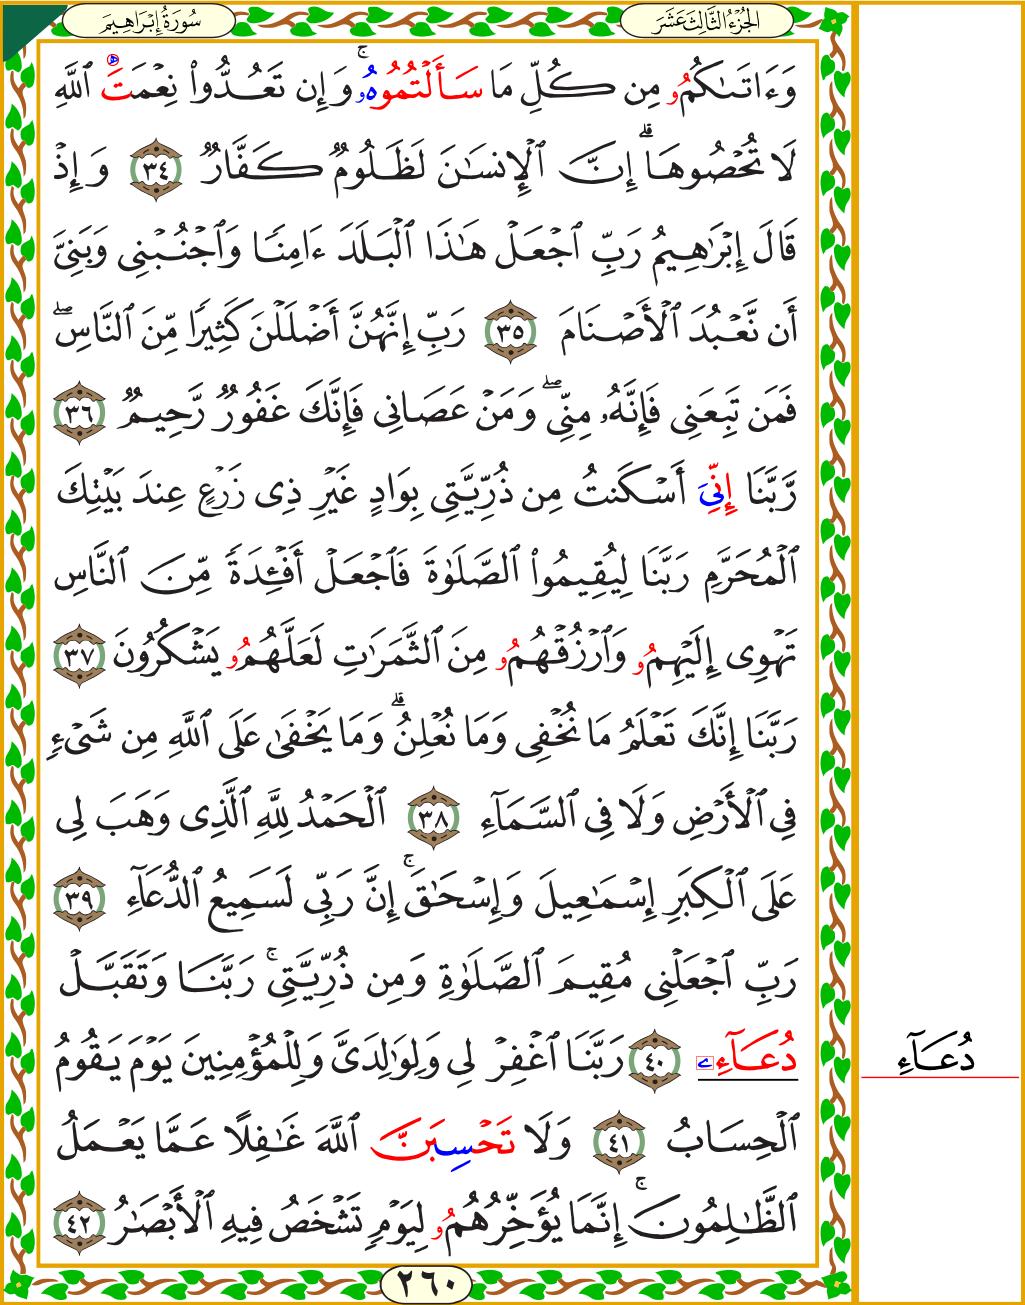 سُورَةُ إِبْرَاهِيمَ
الجُزْءُ الثَّالِثَ عَشَرَ
وَءَاتَىٰكُمُۥ مِن كُلِّ مَا سَأَلْتُمُوهُۥۚ وَإِن تَعُدُّوا۟ نِعْمَتَ ٱللَّهِ
لَا تُحْصُوهَاۗ إِنَّ ٱلْإِنسَٰنَ لَظَلُومٌ كَفَّارٌ ٣٤ وَإِذْ
قَالَ إِبْرَٰهِيمُ رَبِّ ٱجْعَلْ هَٰذَا ٱلْبَلَدَ ءَامِنًا وَٱجْنُبْنِى وَبَنِىَّ
أَن نَّعْبُدَ ٱلْأَصْنَامَ ٣٥ رَبِّ إِنَّهُنَّ أَضْلَلْنَ كَثِيرًا مِّنَ ٱلنَّاسِۖ
فَمَن تَبِعَنِى فَإِنَّهُۥ مِنِّىۖ وَمَنْ عَصَانِى فَإِنَّكَ غَفُورٌ رَّحِيمٌ ٣٦
رَّبَّنَا إِنِّىَ أَسْكَنتُ مِن ذُرِّيَّتِى بِوَادٍ غَيْرِ ذِى زَرْعٍ عِندَ بَيْتِكَ
ٱلْمُحَرَّمِ رَبَّنَا لِيُقِيمُوا۟ ٱلصَّلَوٰةَ فَٱجْعَلْ أَفْـِٔدَةً مِّنَ ٱلنَّاسِ
تَهْوِى إِلَيْهِمُۥ وَٱرْزُقْهُمُۥ مِنَ ٱلثَّمَرَٰتِ لَعَلَّهُمُۥ يَشْكُرُونَ ٣٧
رَبَّنَا إِنَّكَ تَعْلَمُ مَا نُخْفِى وَمَا نُعْلِنُۗ وَمَا يَخْفَىٰ عَلَى ٱللَّهِ مِن شَىْءٍ
فِى ٱلْأَرْضِ وَلَا فِى ٱلسَّمَآءِ ٣٨ ٱلْحَمْدُ لِلَّهِ ٱلَّذِى وَهَبَ لِى
عَلَى ٱلْكِبَرِ إِسْمَٰعِيلَ وَإِسْحَٰقَۚ إِنَّ رَبِّى لَسَمِيعُ ٱلدُّعَآءِ ٣٩
رَبِّ ٱجْعَلْنِى مُقِيمَ ٱلصَّلَوٰةِ وَمِن ذُرِّيَّتِىۚ رَبَّنَا وَتَقَبَّلْ
دُعَآءِۦ ٤٠ رَبَّنَا ٱغْفِرْ لِى وَلِوَٰلِدَىَّ وَلِلْمُؤْمِنِينَ يَوْمَ يَقُومُ
دُعَآءِ
ٱلْحِسَابُ ٤١ وَلَا تَحْسِبَنَّ ٱللَّهَ غَٰفِلًا عَمَّا يَعْمَلُ
ٱلظَّٰلِمُونَۚ إِنَّمَا يُؤَخِّرُهُمُۥ لِيَوْمٍ تَشْخَصُ فِيهِ ٱلْأَبْصَٰرُ ٤٢
٢٦٠